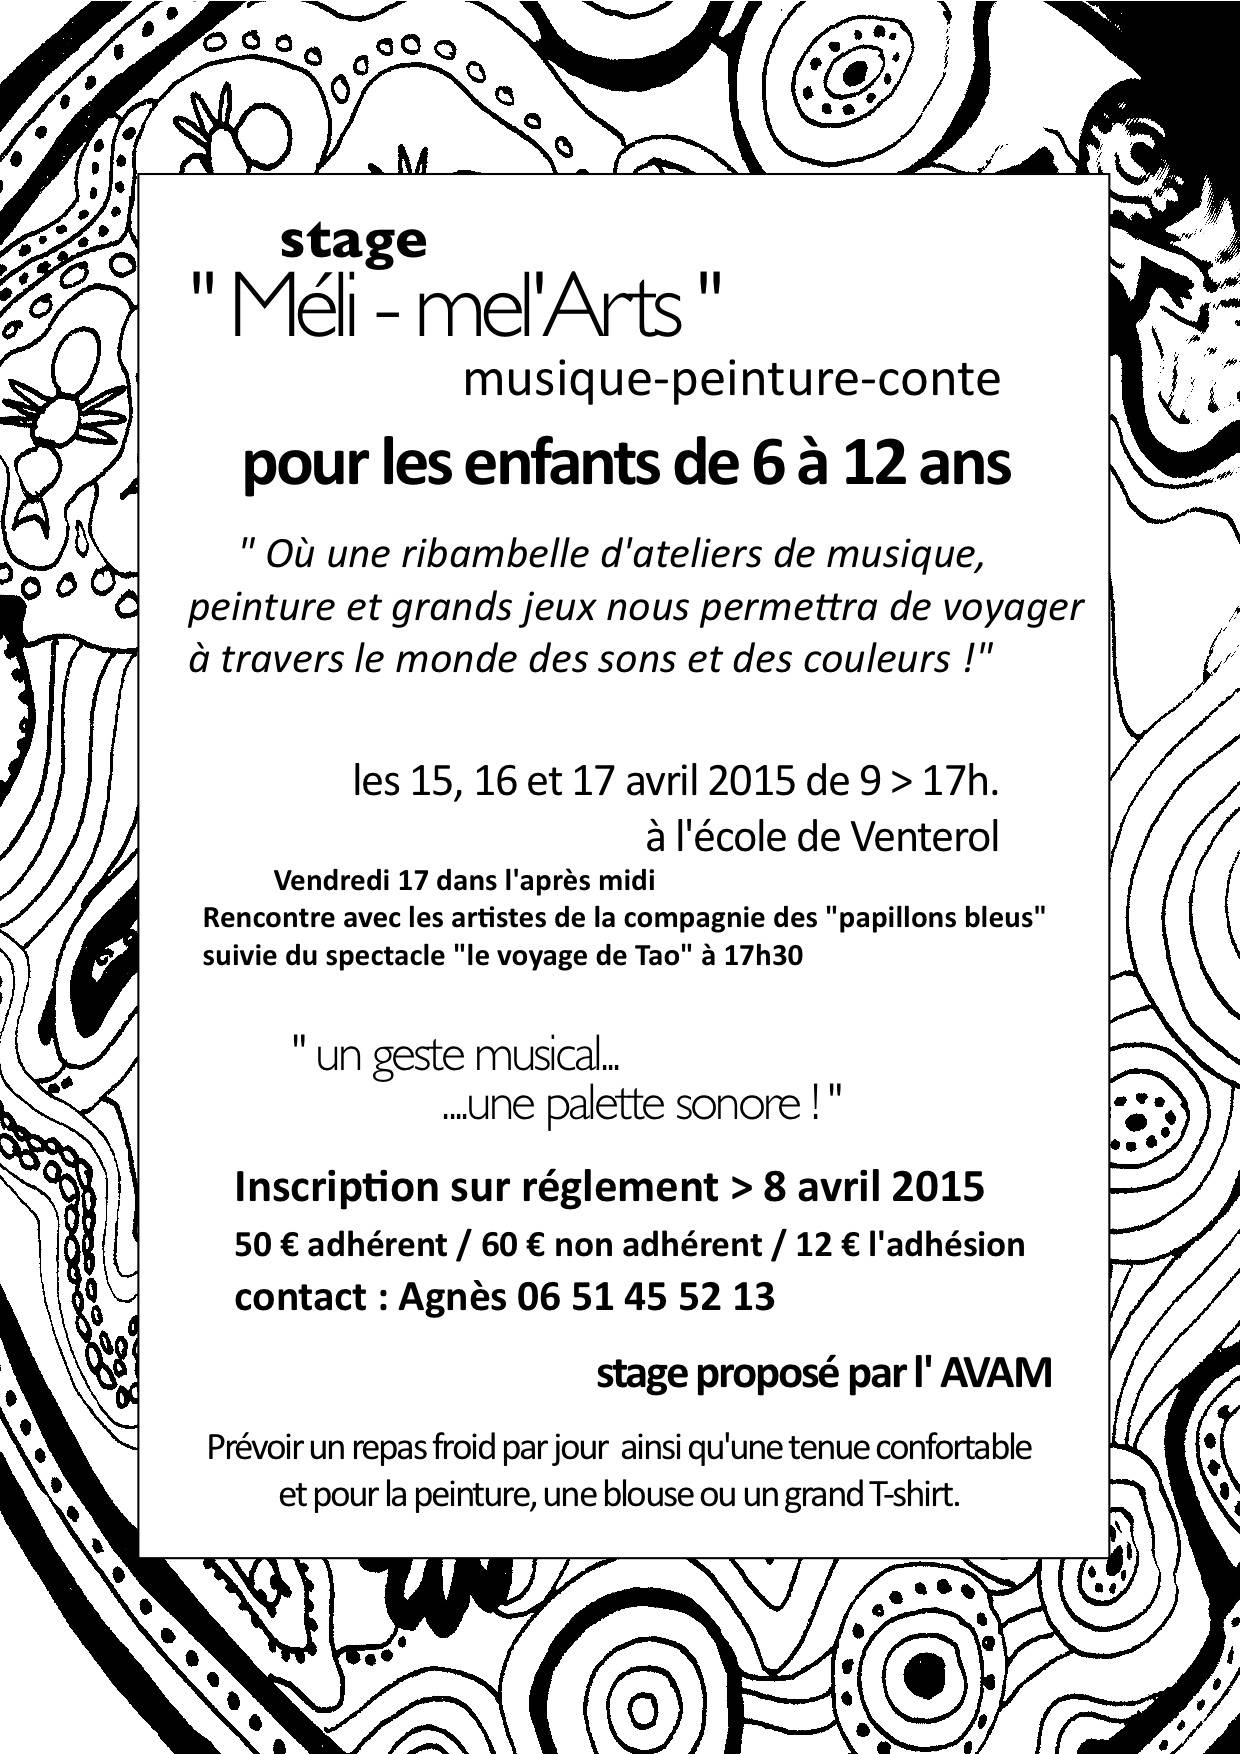 stage
" Méli - mel'Arts "
musique-peinture-conte
pour les enfants de 6 à 12 ans
" Où une ribambelle d'ateliers de musique,
peinture et grands jeux nous permettra de voyager
à travers le monde des sons et des couleurs !"
les 15, 16 et 17 avril 2015 de 9 > 17h.
à l'école de Venterol
Vendredi 17 dans l'après midi
Rencontre avec les artistes de la compagnie des "papillons bleus"
suivie du spectacle "le voyage de Tao" à 17h30
" un geste musical...
....une palette sonore ! "
Inscription sur réglement > 8 avril 2015
50 € adhérent / 60 € non adhérent / 12 € l'adhésion
contact : Agnès 06 51 45 52 13
stage proposé par l' AVAM
Prévoir un repas froid par jour ainsi qu'une tenue confortable
et pour la peinture, une blouse ou un grand T-shirt.